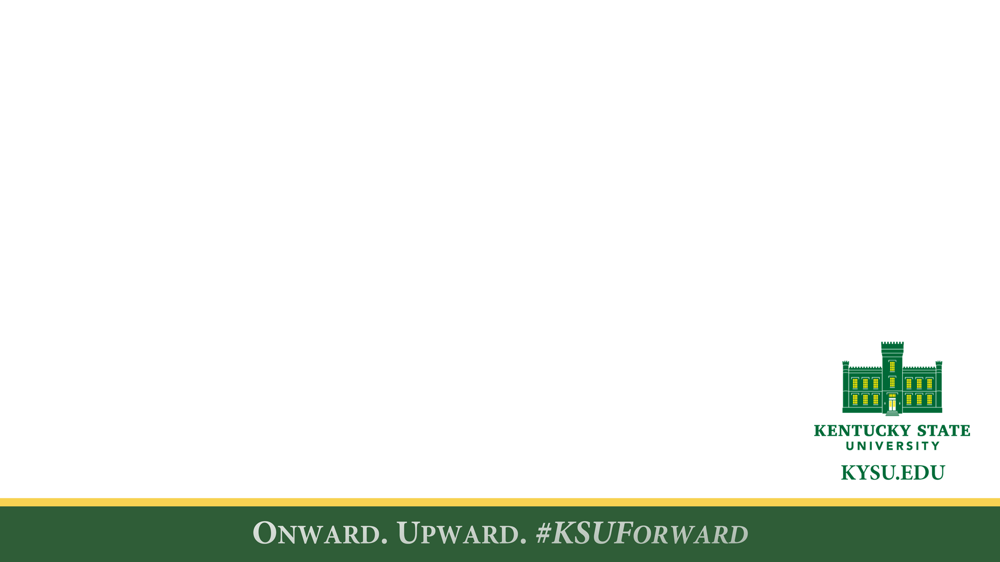 KENTUCKY STATE
UNIVERSITY
KYSU.EDU
ONWARD. UPWARD. #KSUFORWARD